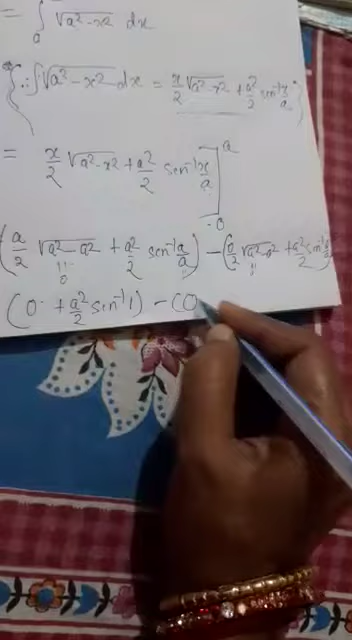 = ∫ₐ √a²-x² dx
{∵ ∫√a²-x² dx = x/2 √a²-x² + a²/2 sin⁻¹ x/a}
= x/2 √a²-x² + a²/2 sin⁻¹ x/a ]ᵃ₀
(a/2 √a²-a² + a²/2 sin⁻¹ a/a) - (0/2 √a²-0² + a²/2 sin⁻¹
(0 + a²/2 sin⁻¹ 1) - (0